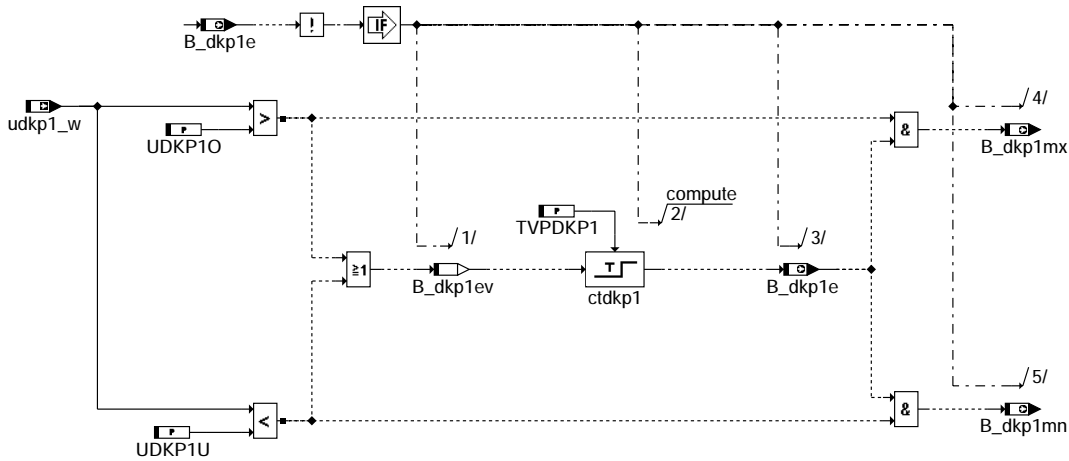 !
IF
B_dkp1e
4/
udkp1_w
P
>
&
UDKP1O
B_dkp1mx
compute
P
2/
TVPDKP1
1/
3/
≧1
T
B_dkp1ev
ctdkp1
B_dkp1e
5/
<
&
P
UDKP1U
B_dkp1mn